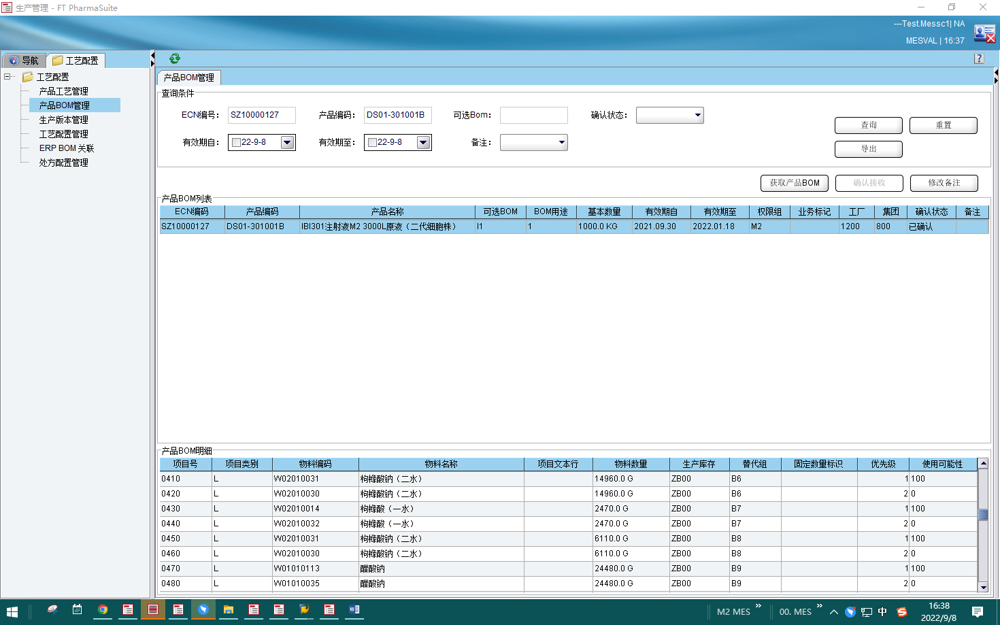 生产管理 - FT PharmaSuite
---Test.Messc1| NA
MESVAL | 16:37
导航 工艺配置
工艺配置
产品工艺管理
产品BOM管理
生产版本管理
工艺配置管理
ERP BOM 关联
处方配置管理
产品BOM管理
查询条件
ECN编号： SZ10000127 产品编码： DS01-301001B 可选Bom： 确认状态：
有效期自： 22-9-8 有效期至： 22-9-8 备注：
查询 重置
导出
获取产品BOM 确认接收 修改备注
产品BOM列表
ECN编码 产品编码 产品名称 可选BOM BOM用途 基本数量 有效期自 有效期至 权限组 业务标记 工厂 集团 确认状态 备注
SZ10000127 DS01-301001B IBI301注射液M2 3000L原液（二代细胞株） I1 1 1000.0 KG 2021.09.30 2022.01.18 M2 1200 800 已确认
产品BOM明细
项目号 项目类别 物料编码 物料名称 项目文本行 物料数量 生产库存 替代组 固定数量标识 优先级 使用可能性
0410 L W02010031 枸橼酸钠（二水） 14960.0 G ZB00 B6 1 100
0420 L W02010030 枸橼酸钠（二水） 14960.0 G ZB00 B6 2 0
0430 L W02010014 枸橼酸（一水） 2470.0 G ZB00 B7 1 100
0440 L W02010032 枸橼酸（一水） 2470.0 G ZB00 B7 2 0
0450 L W02010031 枸橼酸钠（二水） 6110.0 G ZB00 B8 1 100
0460 L W02010030 枸橼酸钠（二水） 6110.0 G ZB00 B8 2 0
0470 L W01010113 醋酸钠 24480.0 G ZB00 B9 1 100
0480 L W01010035 醋酸钠 24480.0 G ZB00 B9 2 0
M2 MES 00. MES 中 16:38
2022/9/8